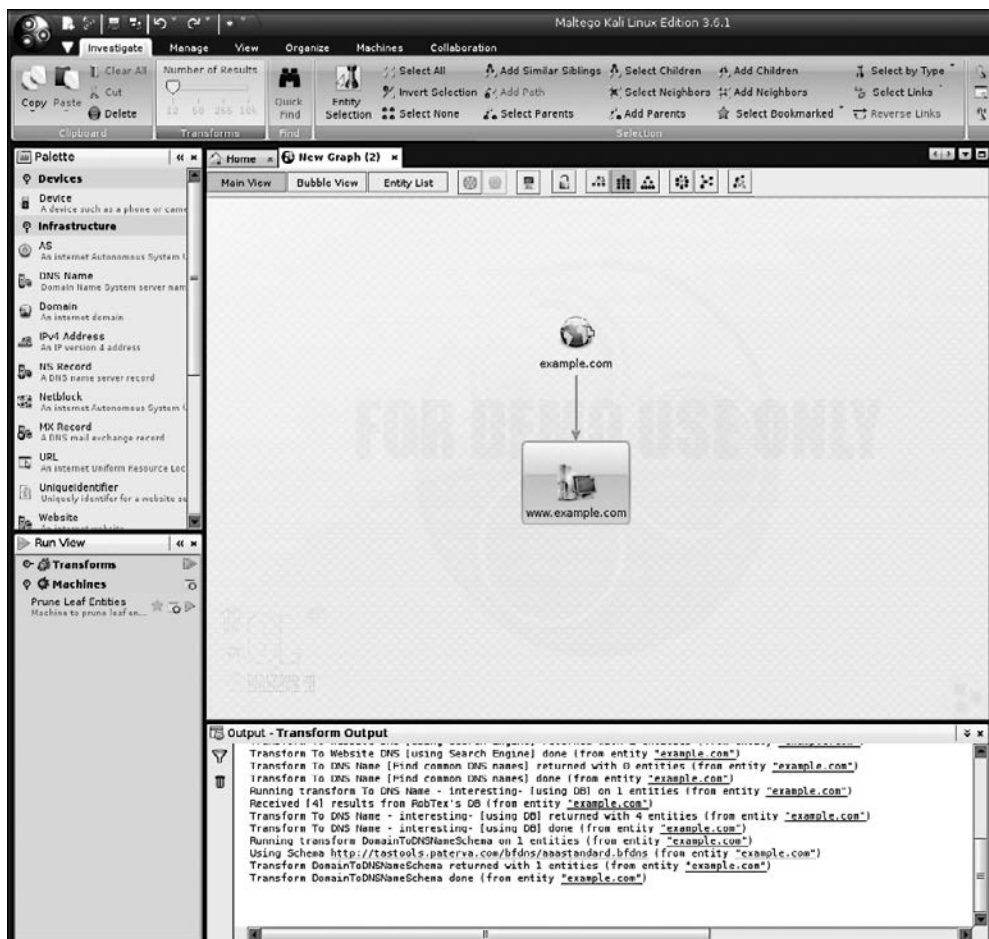 Maltego Kali Linux Edition 3.6.1
Investigate Manage View Organize Machines Collaboration
Copy Paste Clear All Cut Delete
Clipboard
Number of Results
12 50 255 10k
Transforms
Quick Find
Find
Entity Selection
Select All Add Similar Siblings Select Children Add Children Select by Type
Invert Selection Add Path Select Neighbors Add Neighbors Select Links
Select None Select Parents Add Parents Select Bookmarked Reverse Links
Selection
Palette
Devices
Device
A device such as a phone or came
Infrastructure
AS
An internet Autonomous System
DNS Name
Domain Name System server nam
Domain
An internet domain
IPv4 Address
An IP version 4 address
NS Record
A DNS name server record
Netblock
An internet Autonomous System
MX Record
A DNS mail exchange record
URL
An internet Uniform Resource Loc
UniqueIdentifier
Uniquely identifer for a website se
Website
An internet website
Run View
Transforms
Machines
Prune Leaf Entities
Machine to prune leaf en...
Home New Graph (2)
Main View Bubble View Entity List
example.com
FOR DEMO USE ONLY
www.example.com
Output - Transform Output
Transform To Website DNS [using Search Engine] done (from entity "example.com")
Transform To DNS Name [Find common DNS names] returned with 0 entities (from entity "example.com")
Transform To DNS Name [Find common DNS names] done (from entity "example.com")
Running transform To DNS Name - interesting- [using DB] on 1 entities (from entity "example.com")
Received [4] results from RobTex's DB (from entity "example.com")
Transform To DNS Name - interesting- [using DB] returned with 4 entities (from entity "example.com")
Transform To DNS Name - interesting- [using DB] done (from entity "example.com")
Running transform DomainToDNSNameSchema on 1 entities (from entity "example.com")
Using Schema http://tastools.paterva.com/bfdns/aaastandard.bfdns (from entity "example.com")
Transform DomainToDNSNameSchema returned with 1 entities (from entity "example.com")
Transform DomainToDNSNameSchema done (from entity "example.com")